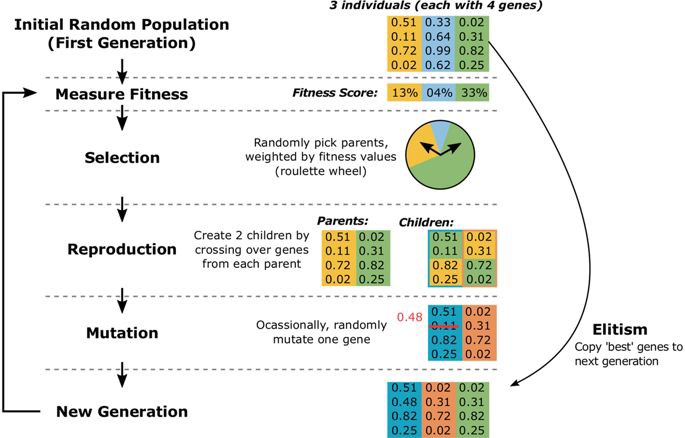 3 individuals (each with 4 genes)
Initial Random Population
(First Generation)
0.51 0.33 0.02
0.11 0.64 0.31
0.72 0.99 0.82
0.02 0.62 0.25
Measure Fitness
Fitness Score: 13% 04% 33%
Selection
Randomly pick parents,
weighted by fitness values
(roulette wheel)
Reproduction
Create 2 children by
crossing over genes
from each parent
Parents:
0.51 0.02
0.11 0.31
0.72 0.82
0.02 0.25
Children:
0.51 0.02
0.11 0.31
0.82 0.72
0.25 0.02
Mutation
Ocassionally, randomly
mutate one gene
0.48
0.51 0.02
0.11 0.31
0.82 0.72
0.25 0.02
Elitism
Copy 'best' genes to
next generation
New Generation
0.51 0.02 0.02
0.48 0.31 0.31
0.82 0.72 0.82
0.25 0.02 0.25